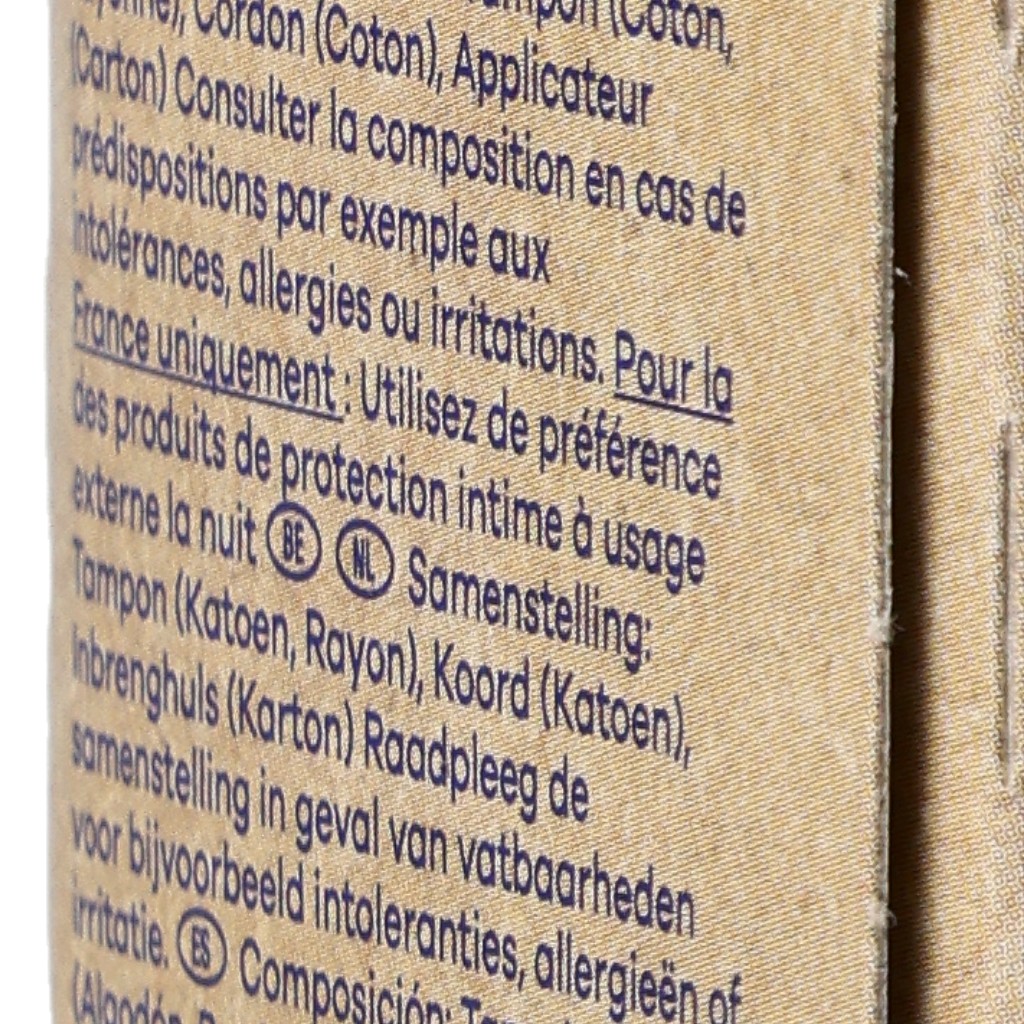 (Coton,
Cordon (Coton), Applicateur
(Carton) Consulter la composition en cas de
prédispositions par exemple aux
intolérances, allergies ou irritations. Pour la
France uniquement : Utilisez de préférence
des produits de protection intime à usage
externe la nuit BE NL Samenstelling:
Tampon (Katoen, Rayon), Koord (Katoen),
Inbrenghuls (Karton) Raadpleeg de
samenstelling in geval van vatbaarheden
voor bijvoorbeeld intoleranties, allergieën of
irritatie. ES Composición:
(Algodón,